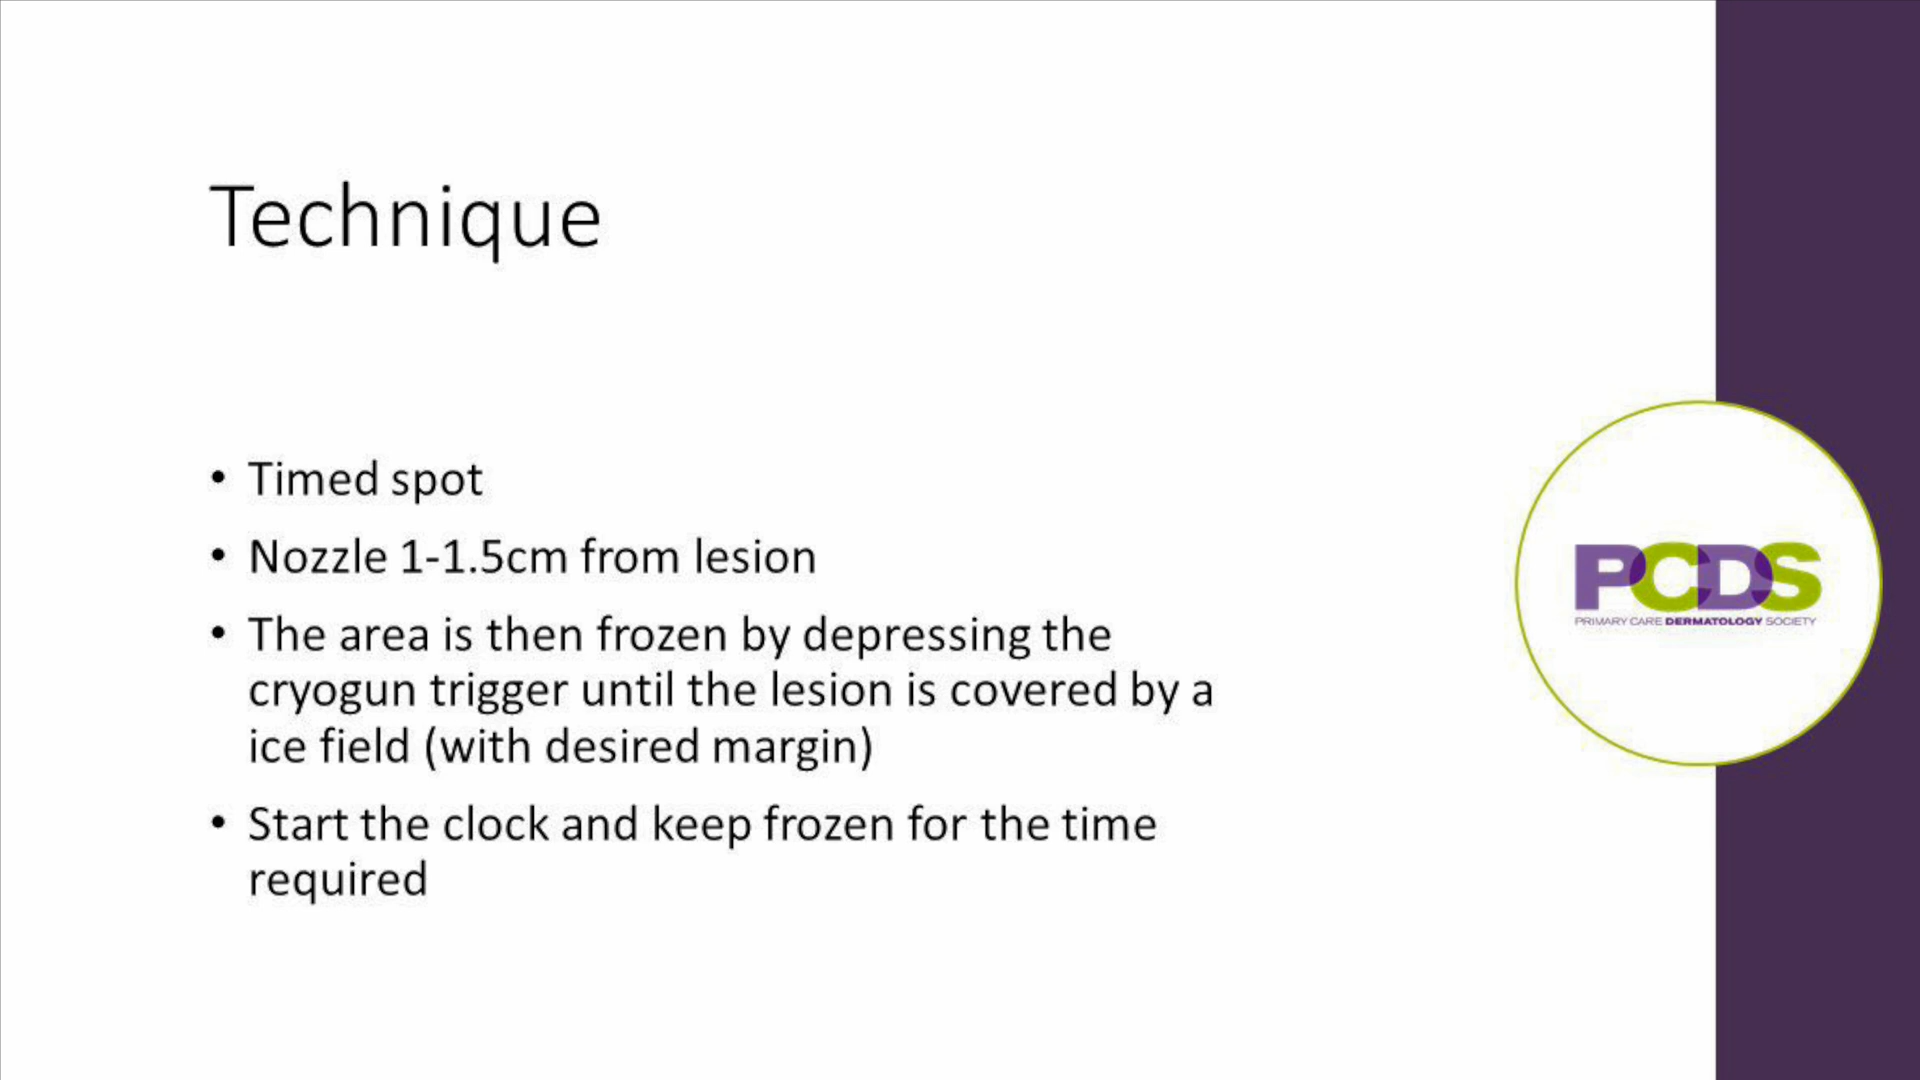 Technique
• Timed spot
• Nozzle 1-1.5cm from lesion
• The area is then frozen by depressing the
cryogun trigger until the lesion is covered by a
ice field (with desired margin)
• Start the clock and keep frozen for the time
required
PCDS
PRIMARY CARE DERMATOLOGY SOCIETY